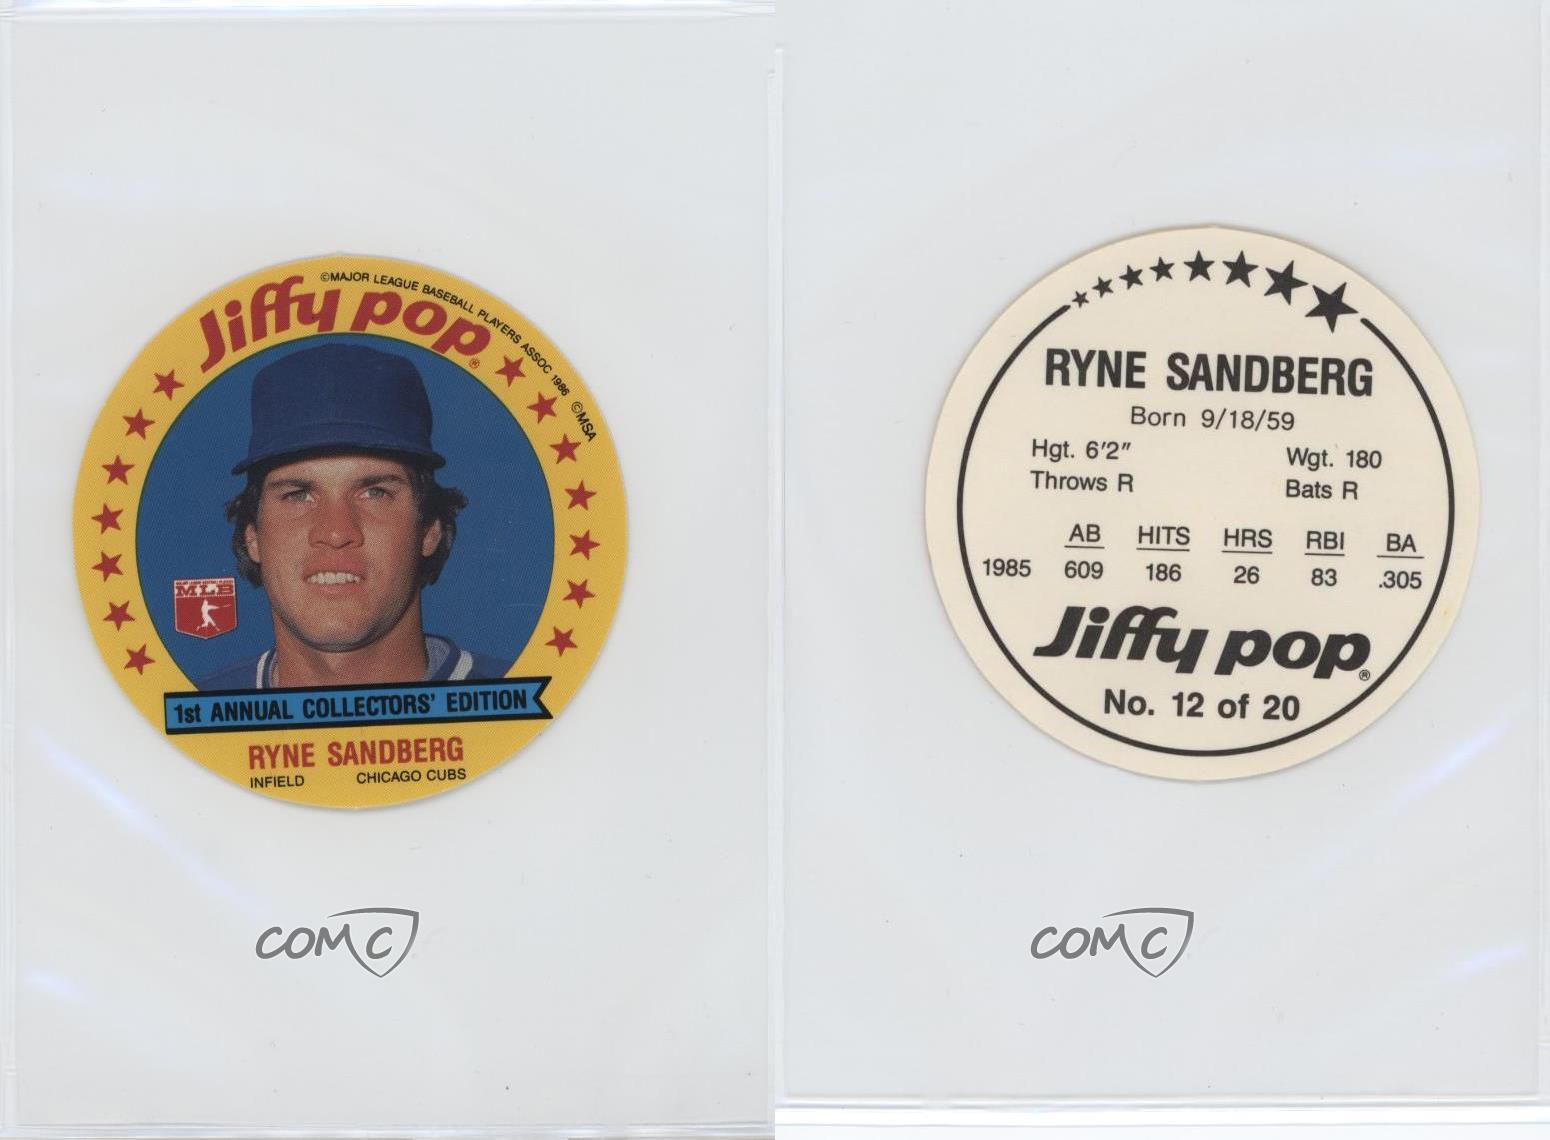 ©MAJOR LEAGUE BASEBALL PLAYERS ASSOC 1986 ©MSA
Jiffy pop®
MLB
1st ANNUAL COLLECTORS' EDITION
RYNE SANDBERG
INFIELD CHICAGO CUBS
COMC
RYNE SANDBERG
Born 9/18/59
Hgt. 6'2" Wgt. 180
Throws R Bats R
AB HITS HRS RBI BA
1985 609 186 26 83 .305
Jiffy pop®
No. 12 of 20
COMC